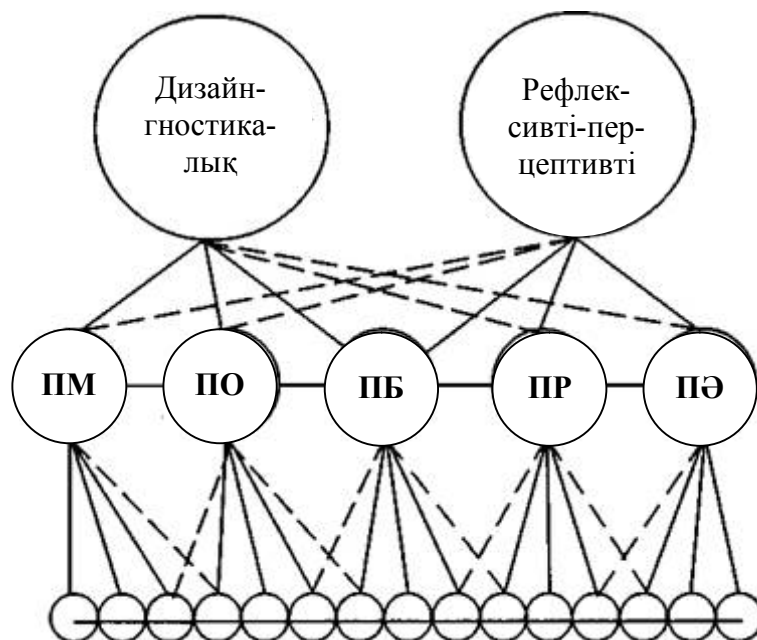 Дизайн-
гностика-
лық
Рефлек-
сивті-пер-
цептивті
ПМ ПО ПБ ПР ПӘ